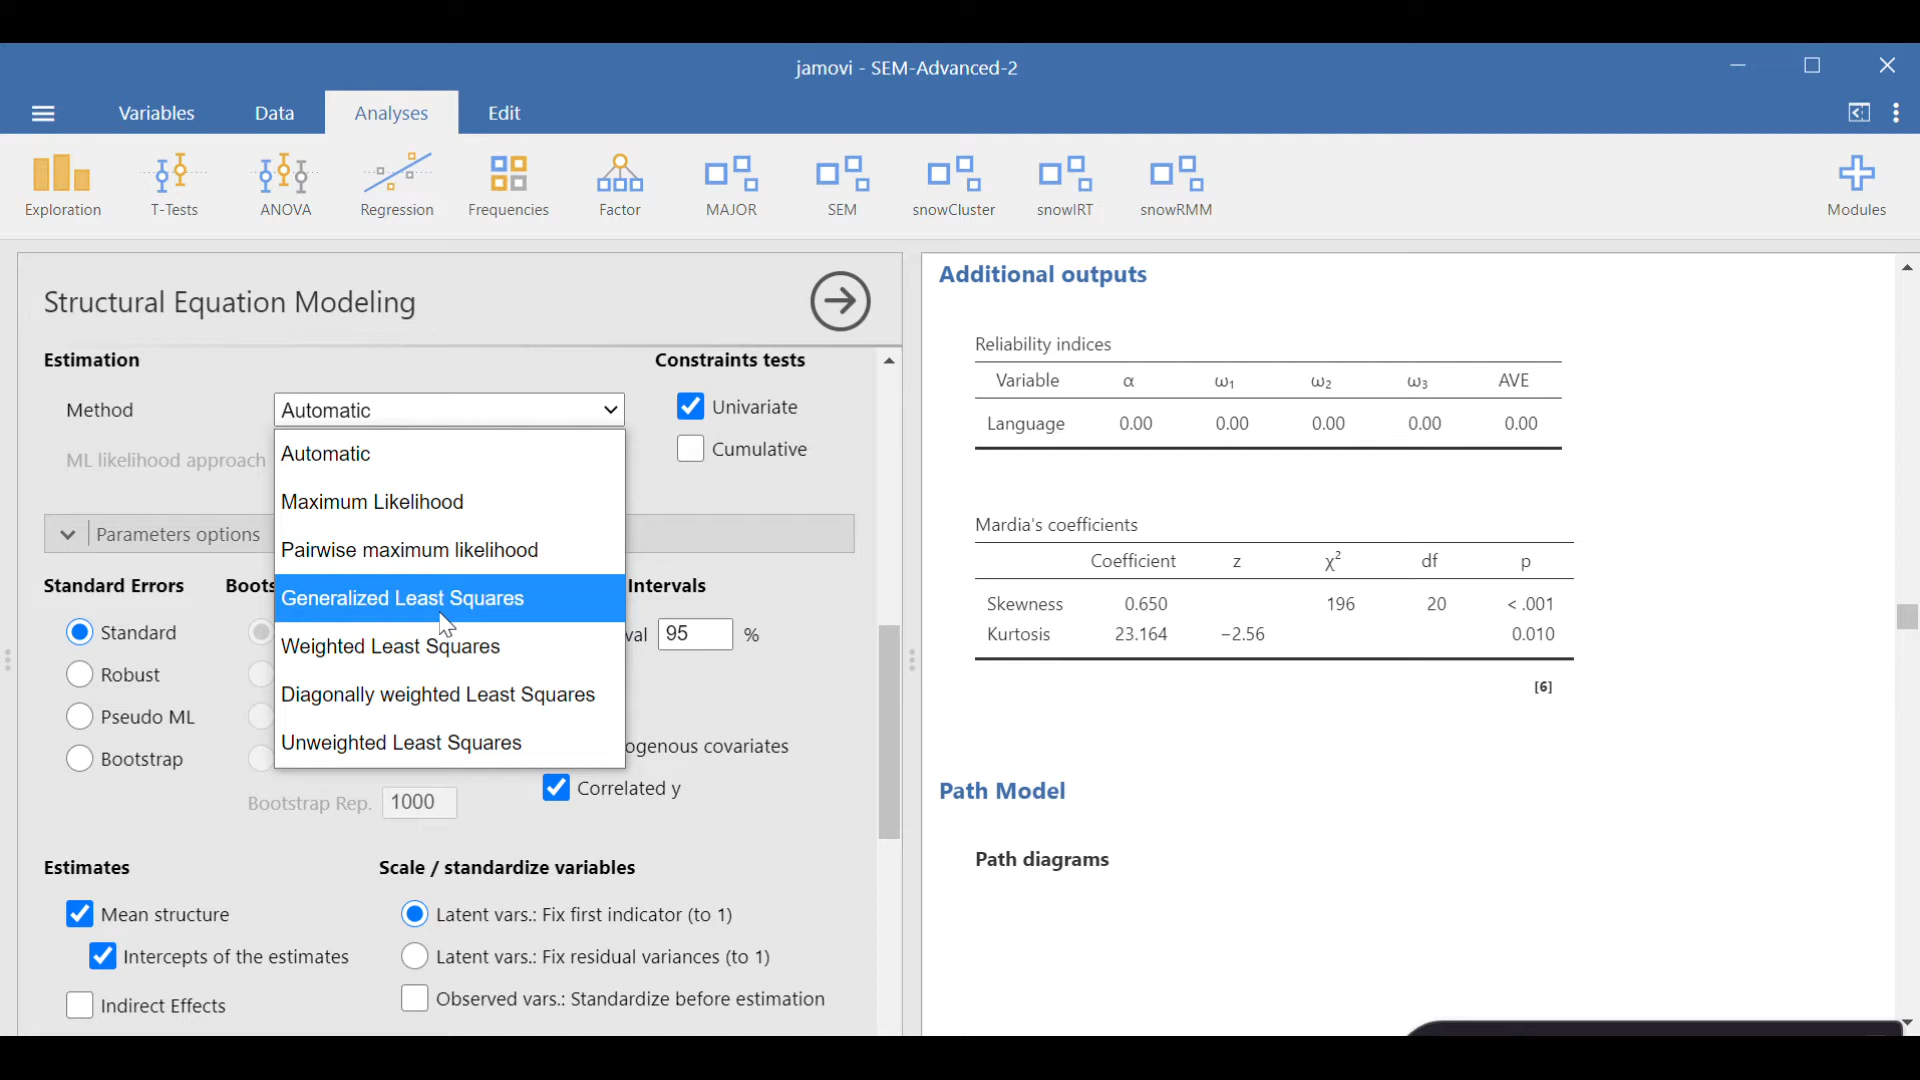 jamovi - SEM-Advanced-2
Variables Data Analyses Edit
Exploration T-Tests ANOVA Regression Frequencies Factor MAJOR SEM snowCluster snowIRT snowRMM Modules
Structural Equation Modeling
Estimation
Constraints tests
Method
Automatic
Univariate
ML likelihood approach
Cumulative
Automatic
Maximum Likelihood
Pairwise maximum likelihood
Generalized Least Squares
Weighted Least Squares
Diagonally weighted Least Squares
Unweighted Least Squares
Parameters options
Standard Errors
Boots
Intervals
Standard
val 95 %
Robust
Pseudo ML
Bootstrap
ogenous covariates
Correlated y
Bootstrap Rep. 1000
Estimates
Scale / standardize variables
Mean structure
Latent vars.: Fix first indicator (to 1)
Intercepts of the estimates
Latent vars.: Fix residual variances (to 1)
Indirect Effects
Observed vars.: Standardize before estimation
Additional outputs
Reliability indices
Variable α ω₁ ω₂ ω₃ AVE
Language 0.00 0.00 0.00 0.00 0.00
Mardia's coefficients
Coefficient z χ² df p
Skewness 0.650 196 20 < .001
Kurtosis 23.164 −2.56 0.010
[6]
Path Model
Path diagrams